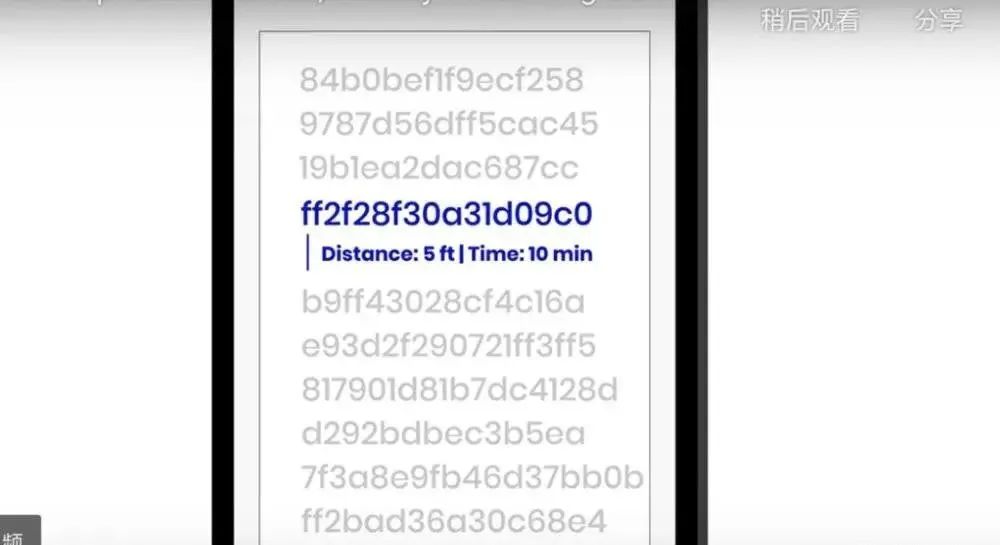 稍后观看 分享
84b0bef1f9ecf258
9787d56dff5cac45
19b1ea2dac687cc
ff2f28f30a31d09c0
Distance: 5 ft | Time: 10 min
b9ff43028cf4c16a
e93d2f290721ff3ff5
817901d81b7dc4128d
d292bdbec3b5ea
7f3a8e9fb46d37bb0b
ff2bad36a30c68e4
频